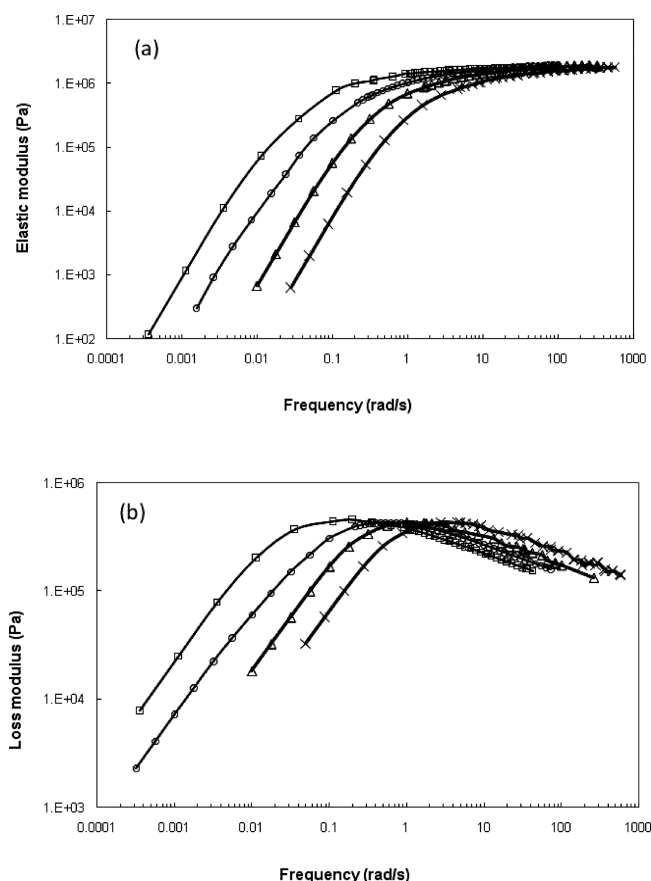 (a)
Elastic modulus (Pa)
1.E+07
1.E+06
1.E+05
1.E+04
1.E+03
1.E+02
0.0001 0.001 0.01 0.1 1 10 100 1000
Frequency (rad/s)
(b)
Loss modulus (Pa)
1.E+06
1.E+05
1.E+04
1.E+03
0.0001 0.001 0.01 0.1 1 10 100 1000
Frequency (rad/s)